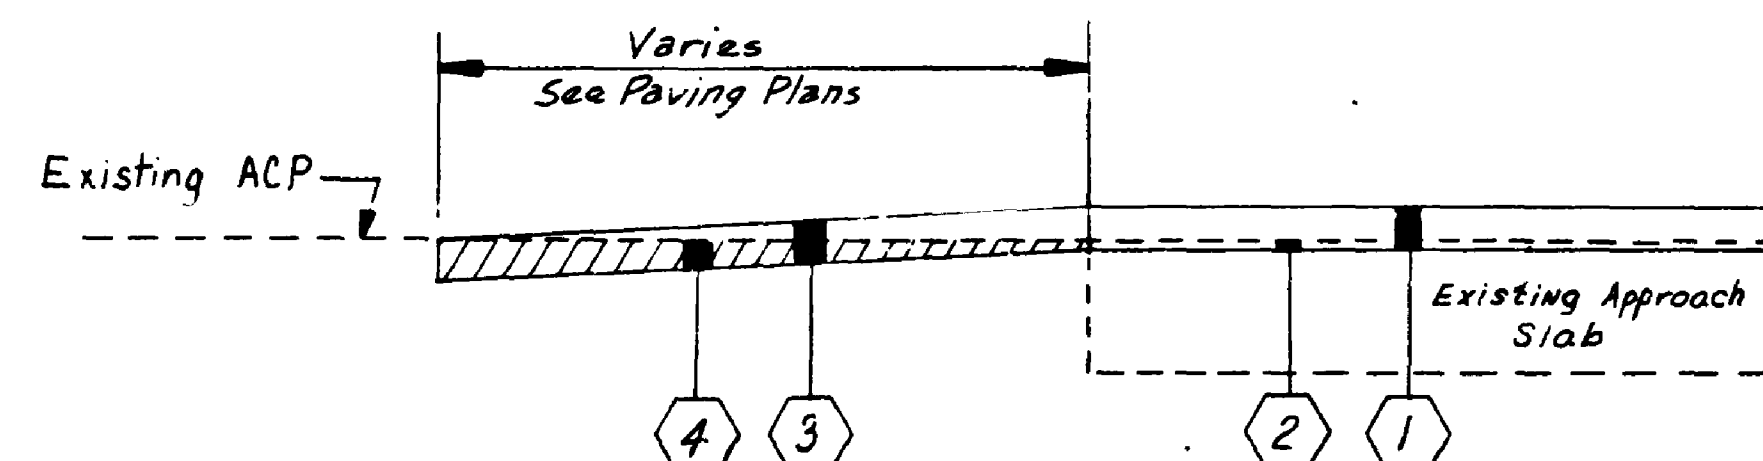 Varies
See Paving Plans
Existing ACP
Existing Approach
Slab
4
3
2
1